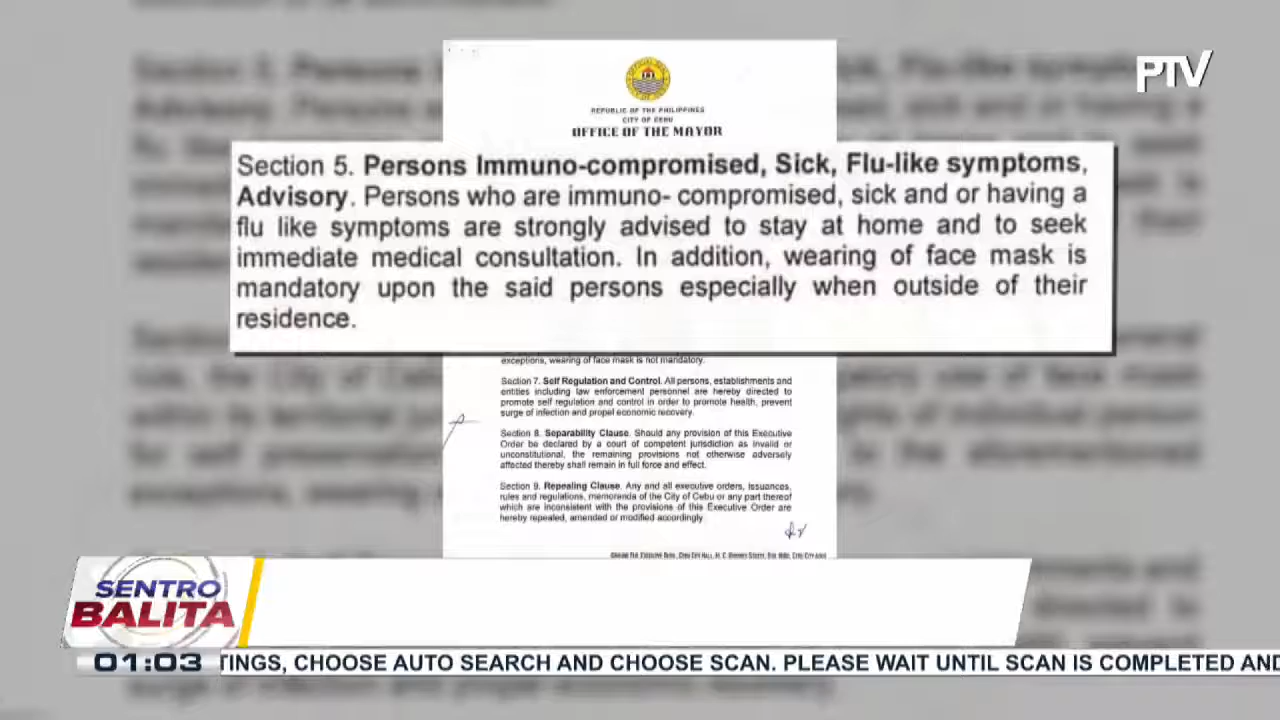 PTV
REPUBLIC OF THE PHILIPPINES
CITY OF CEBU
OFFICE OF THE MAYOR
Section 5. Persons Immuno-compromised, Sick, Flu-like symptoms,
Advisory. Persons who are immuno- compromised, sick and or having a
flu like symptoms are strongly advised to stay at home and to seek
immediate medical consultation. In addition, wearing of face mask is
mandatory upon the said persons especially when outside of their
residence.
exceptions, wearing of face mask is not mandatory.
Section 7. Self Regulation and Control. All persons, establishments and
entities including law enforcement personnel are hereby directed to
promote self regulation and control in order to promote health, prevent
surge of infection and propel economic recovery.
Section 8. Separability Clause. Should any provision of this Executive
Order be declared by a court of competent jurisdiction as invalid or
unconstitutional, the remaining provisions not otherwise adversely
affected thereby shall remain in full force and effect.
Section 9. Repealing Clause. Any and all executive orders, issuances,
rules and regulations, memoranda of the City of Cebu or any part thereof
which are inconsistent with the provisions of this Executive Order are
hereby repealed, amended or modified accordingly
SENTRO
BALITA
01:03 TINGS, CHOOSE AUTO SEARCH AND CHOOSE SCAN. PLEASE WAIT UNTIL SCAN IS COMPLETED AND